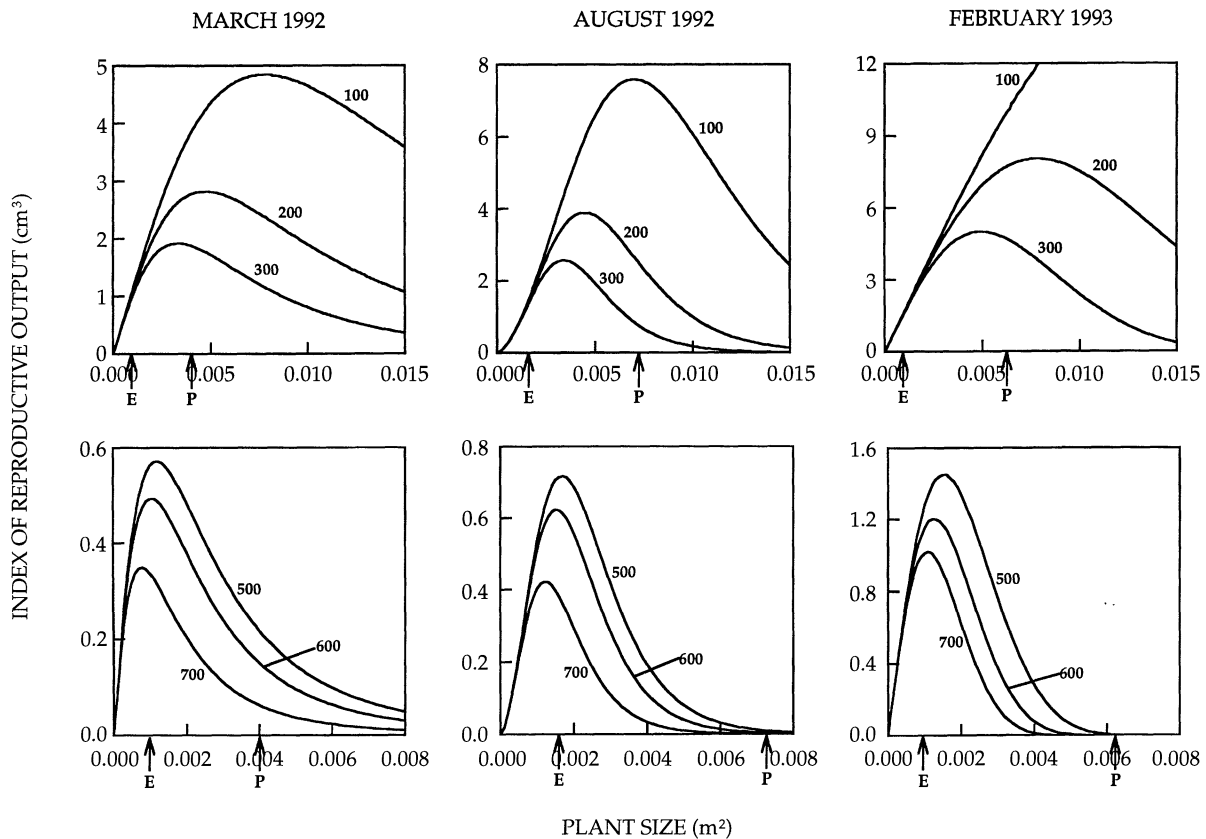 MARCH 1992
AUGUST 1992
FEBRUARY 1993
INDEX OF REPRODUCTIVE OUTPUT (cm³)
5
4
3
2
1
0
100
200
300
0.000 0.005 0.010 0.015
E P
8
6
4
2
0
100
200
300
0.000 0.005 0.010 0.015
E P
12
9
6
3
0
100
200
300
0.000 0.005 0.010 0.015
E P
0.6
0.4
0.2
0.0
500
600
700
0.000 0.002 0.004 0.006 0.008
E P
0.8
0.6
0.4
0.2
0.0
500
600
700
0.000 0.002 0.004 0.006 0.008
E P
1.6
1.2
0.8
0.4
0.0
500
600
700
0.000 0.002 0.004 0.006 0.008
E P
PLANT SIZE (m²)